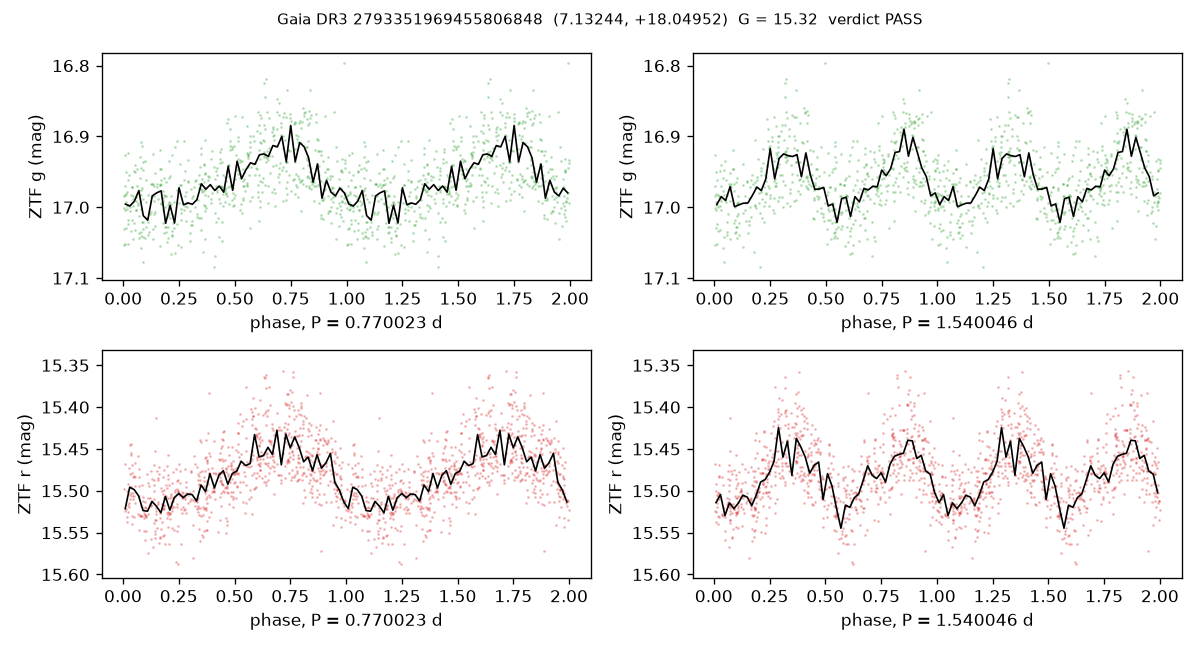 Gaia DR3 2793351969455806848 (7.13244, +18.04952) G = 15.32 verdict PASS
16.8
16.9
17.0
17.1
ZTF g (mag)
0.00 0.25 0.50 0.75 1.00 1.25 1.50 1.75 2.00
phase, P = 0.770023 d
16.8
16.9
17.0
17.1
ZTF g (mag)
0.00 0.25 0.50 0.75 1.00 1.25 1.50 1.75 2.00
phase, P = 1.540046 d
15.35
15.40
15.45
15.50
15.55
15.60
ZTF r (mag)
0.00 0.25 0.50 0.75 1.00 1.25 1.50 1.75 2.00
phase, P = 0.770023 d
15.35
15.40
15.45
15.50
15.55
15.60
ZTF r (mag)
0.00 0.25 0.50 0.75 1.00 1.25 1.50 1.75 2.00
phase, P = 1.540046 d